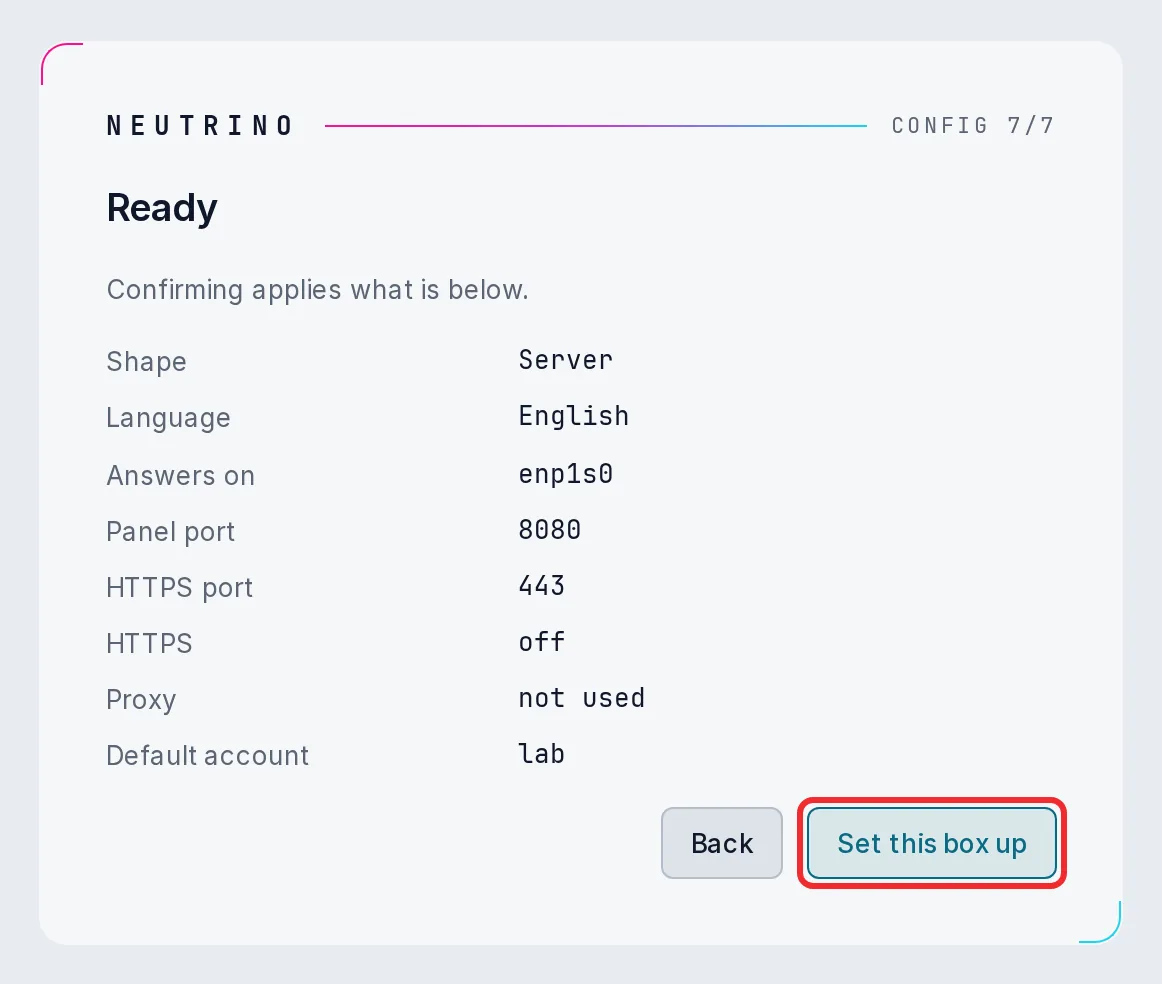 NEUTRINO CONFIG 7/7
Ready
Confirming applies what is below.
Shape Server
Language English
Answers on enp1s0
Panel port 8080
HTTPS port 443
HTTPS off
Proxy not used
Default account lab
Back Set this box up